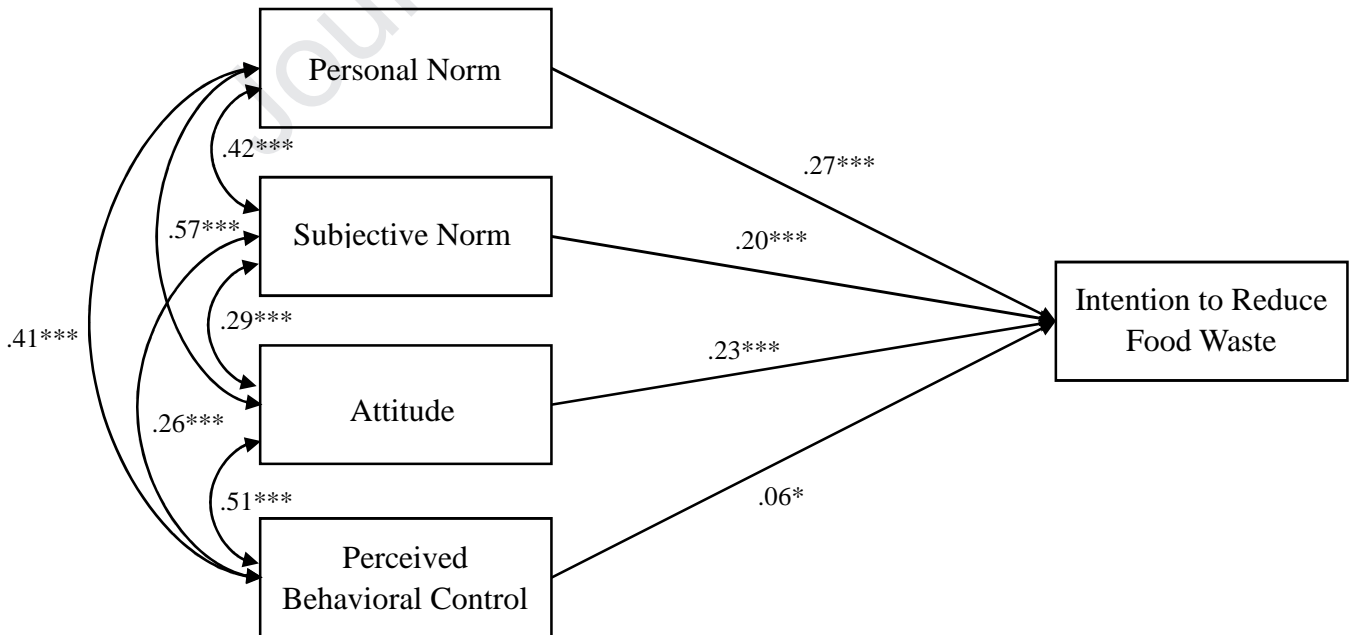 Jour
Personal Norm
.42***
.27***
.57***
Subjective Norm
.20***
.41***
.29***
Intention to Reduce
Food Waste
.23***
.26***
Attitude
.51***
.06*
Perceived
Behavioral Control